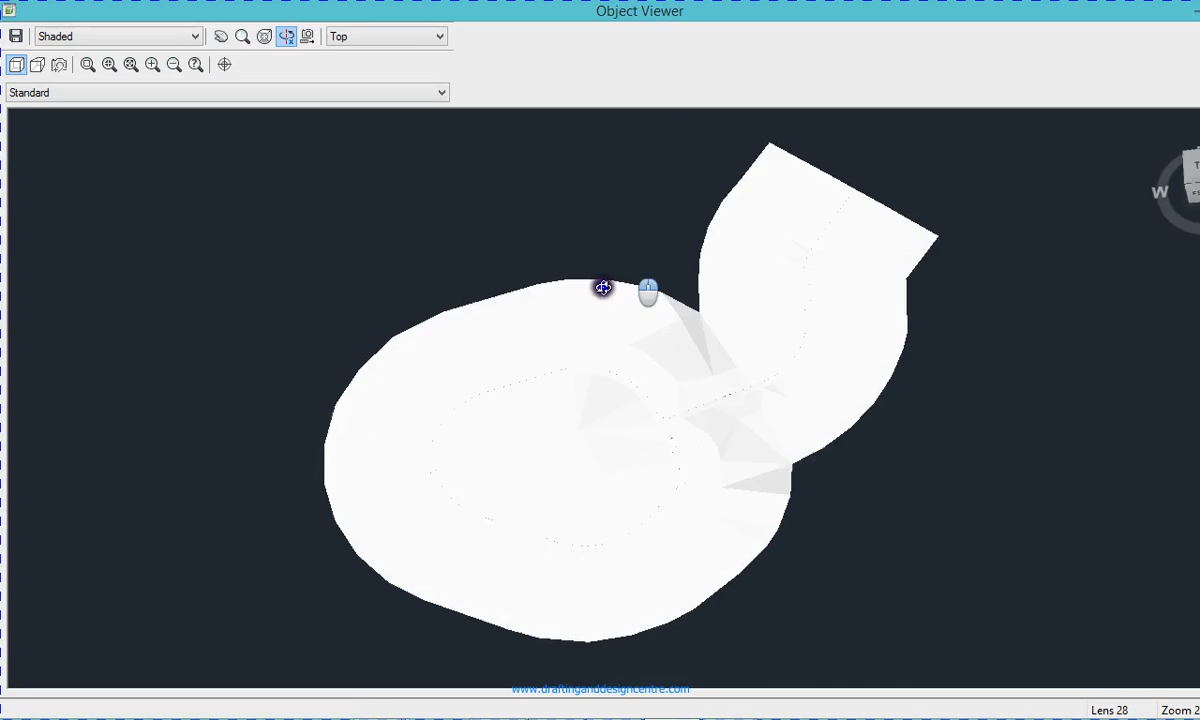 Object Viewer
Shaded
Top
Standard
W
www.draftinganddesigncentre.com
Lens 28
Zoom 2